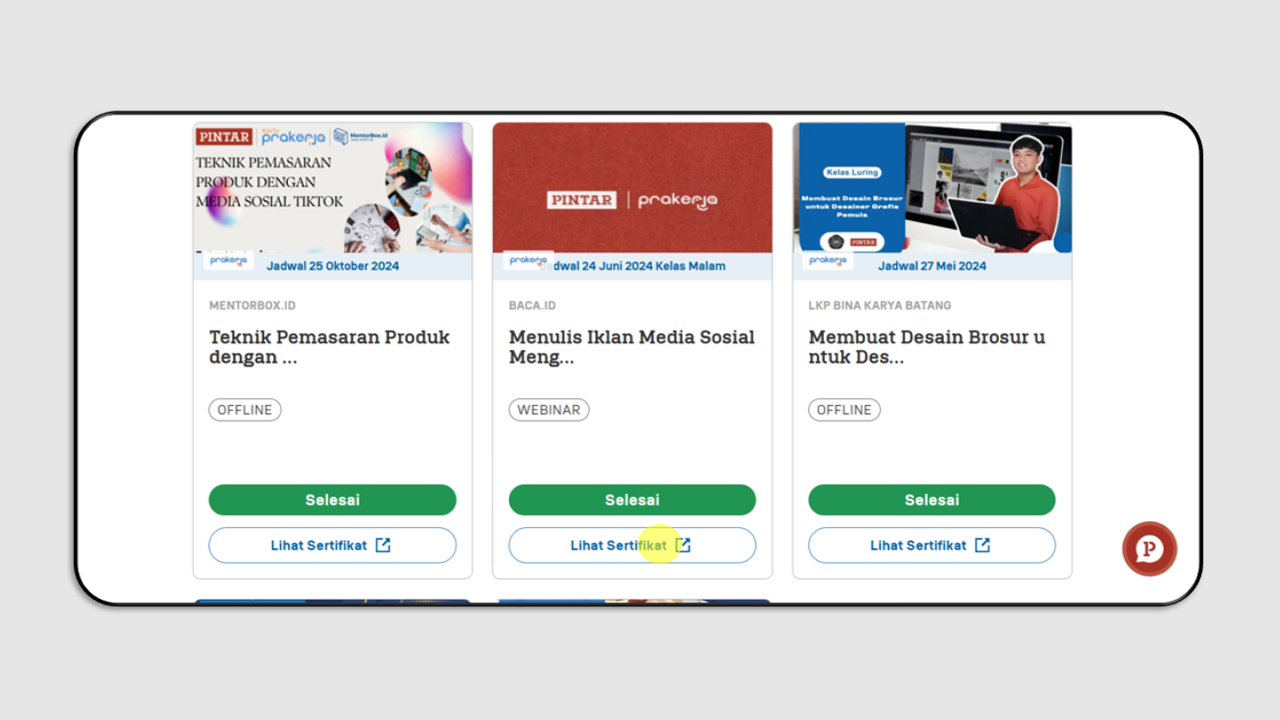 PINTAR kartu prakerja MentorBox.id
TEKNIK PEMASARAN
PRODUK DENGAN
MEDIA SOSIAL TIKTOK
prakerja
Jadwal 25 Oktober 2024
MENTORBOX.ID
Teknik Pemasaran Produk
dengan ...
OFFLINE
Selesai
Lihat Sertifikat
PINTAR | prakerja
prakerja
dwal 24 Juni 2024 Kelas Malam
BACA.ID
Menulis Iklan Media Sosial
Meng...
WEBINAR
Selesai
Lihat Sertifikat
Kelas Luring
Membuat Desain Brosur
untuk Desainer Grafis
Pemula
PINTAR
prakerja
Jadwal 27 Mei 2024
LKP BINA KARYA BATANG
Membuat Desain Brosur u
ntuk Des...
OFFLINE
Selesai
Lihat Sertifikat
P